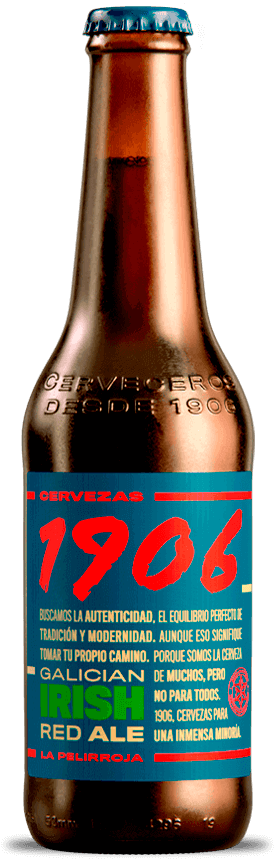 CERVECEROS
DESDE 1906
CERVEZAS
1906
BUSCAMOS LA AUTENTICIDAD, EL EQUILIBRIO PERFECTO DE
TRADICIÓN Y MODERNIDAD. AUNQUE ESO SIGNIFIQUE
TOMAR TU PROPIO CAMINO. PORQUE SOMOS LA CERVEZA
DE MUCHOS, PERO
NO PARA TODOS.
1906, CERVEZAS PARA
UNA INMENSA MINORÍA.
GALICIAN
IRISH
RED ALE
LA PELIRROJA